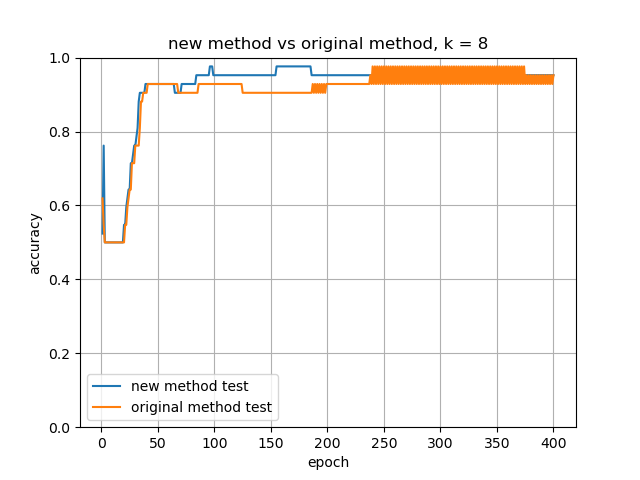 new method vs original method, k = 8
1.0
0.8
0.6
0.4
0.2
0.0
accuracy
new method test
original method test
0 50 100 150 200 250 300 350 400
epoch